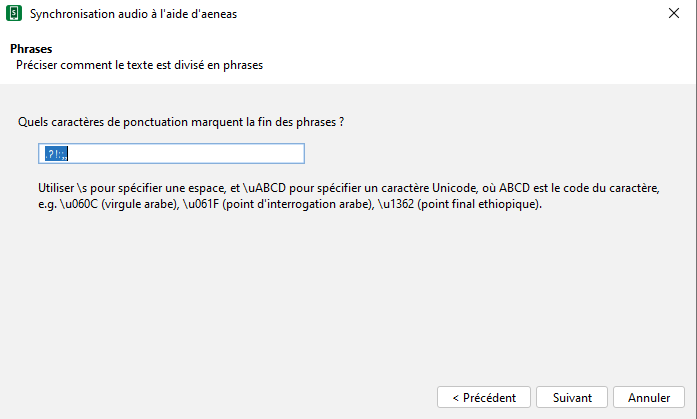 Synchronisation audio à l'aide d'aeneas
Phrases
Préciser comment le texte est divisé en phrases
Quels caractères de ponctuation marquent la fin des phrases ?
.?!:;,
Utiliser \s pour spécifier une espace, et \uABCD pour spécifier un caractère Unicode, où ABCD est le code du caractère,
e.g. \u060C (virgule arabe), \u061F (point d'interrogation arabe), \u1362 (point final ethiopique).
< Précédent
Suivant
Annuler